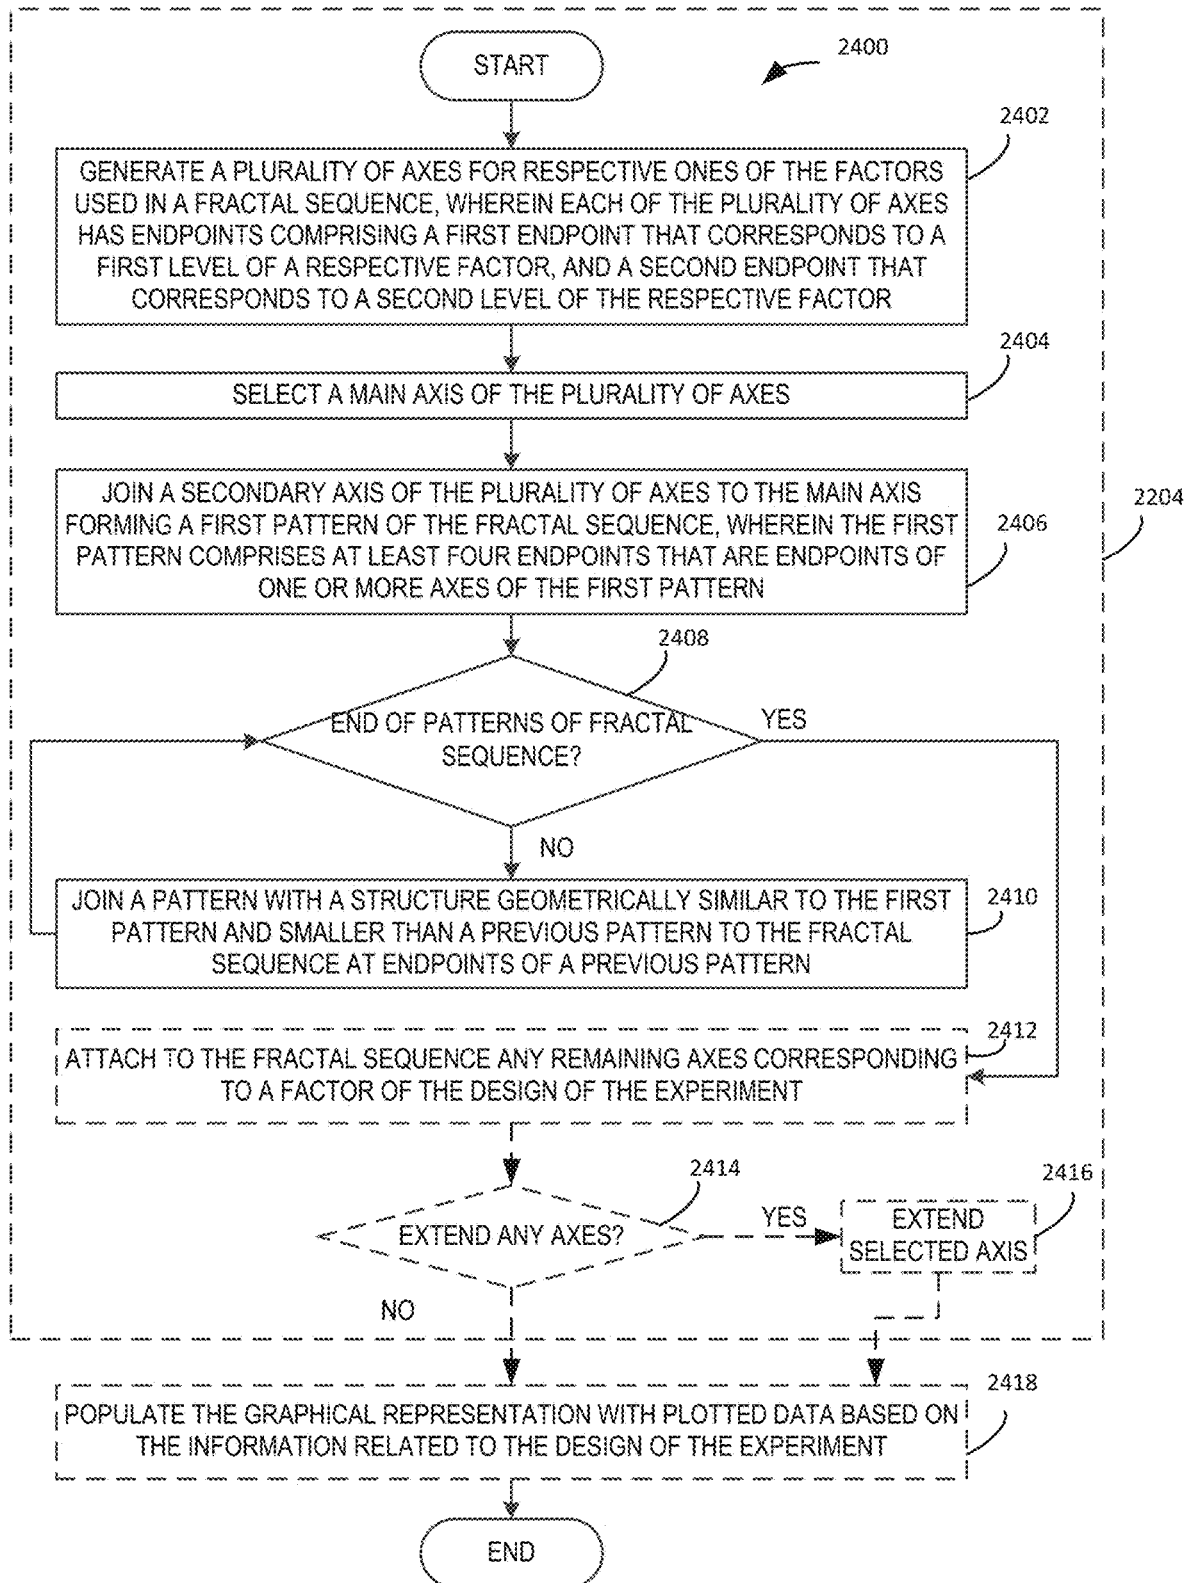 START
2400
2402
GENERATE A PLURALITY OF AXES FOR RESPECTIVE ONES OF THE FACTORS
USED IN A FRACTAL SEQUENCE, WHEREIN EACH OF THE PLURALITY OF AXES
HAS ENDPOINTS COMPRISING A FIRST ENDPOINT THAT CORRESPONDS TO A
FIRST LEVEL OF A RESPECTIVE FACTOR, AND A SECOND ENDPOINT THAT
CORRESPONDS TO A SECOND LEVEL OF THE RESPECTIVE FACTOR
2404
SELECT A MAIN AXIS OF THE PLURALITY OF AXES
JOIN A SECONDARY AXIS OF THE PLURALITY OF AXES TO THE MAIN AXIS
FORMING A FIRST PATTERN OF THE FRACTAL SEQUENCE, WHEREIN THE FIRST
PATTERN COMPRISES AT LEAST FOUR ENDPOINTS THAT ARE ENDPOINTS OF
ONE OR MORE AXES OF THE FIRST PATTERN
2406
2204
2408
END OF PATTERNS OF FRACTAL
SEQUENCE?
YES
NO
JOIN A PATTERN WITH A STRUCTURE GEOMETRICALLY SIMILAR TO THE FIRST
PATTERN AND SMALLER THAN A PREVIOUS PATTERN TO THE FRACTAL
SEQUENCE AT ENDPOINTS OF A PREVIOUS PATTERN
2410
2412
ATTACH TO THE FRACTAL SEQUENCE ANY REMAINING AXES CORRESPONDING
TO A FACTOR OF THE DESIGN OF THE EXPERIMENT
2414
EXTEND ANY AXES?
YES
2416
EXTEND
SELECTED AXIS
NO
2418
POPULATE THE GRAPHICAL REPRESENTATION WITH PLOTTED DATA BASED ON
THE INFORMATION RELATED TO THE DESIGN OF THE EXPERIMENT
END